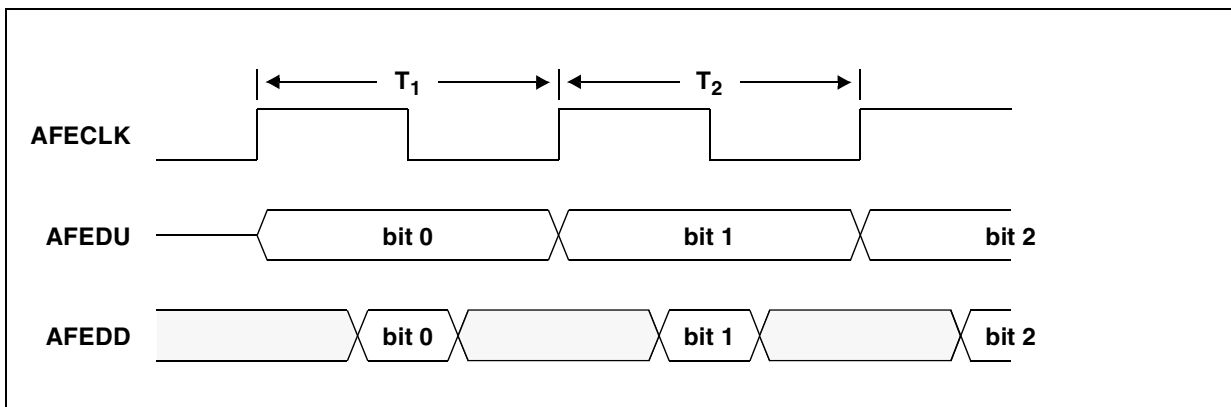 T1 T2
AFECLK
AFEDU bit 0 bit 1 bit 2
AFEDD bit 0 bit 1 bit 2